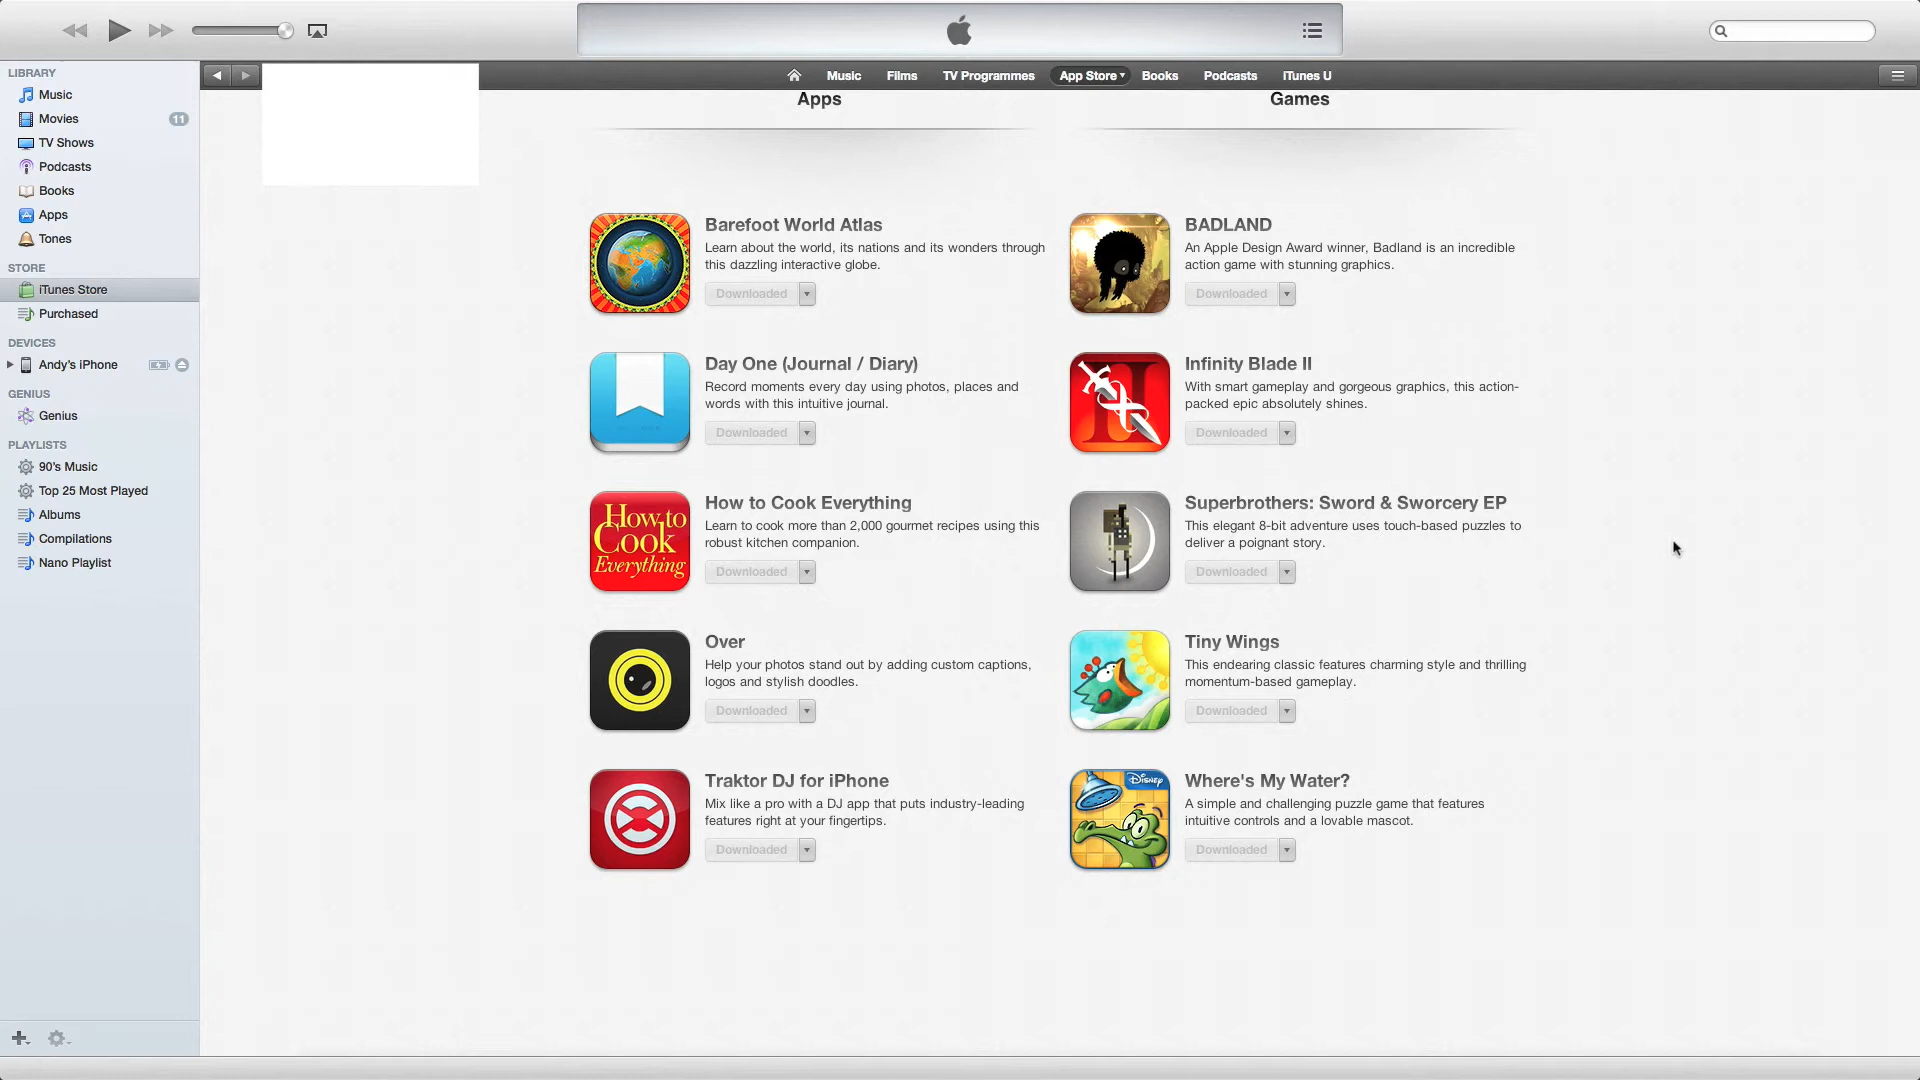 LIBRARY
Music
Movies
11
TV Shows
Podcasts
Books
Apps
Tones
STORE
iTunes Store
Purchased
DEVICES
Andy's iPhone
GENIUS
Genius
PLAYLISTS
90's Music
Top 25 Most Played
Albums
Compilations
Nano Playlist
Music
Films
TV Programmes
App Store
Books
Podcasts
iTunes U
Apps
Barefoot World Atlas
Learn about the world, its nations and its wonders through
this dazzling interactive globe.
Downloaded
Day One (Journal / Diary)
Record moments every day using photos, places and
words with this intuitive journal.
Downloaded
How to
Cook
Everything
How to Cook Everything
Learn to cook more than 2,000 gourmet recipes using this
robust kitchen companion.
Downloaded
Over
Help your photos stand out by adding custom captions,
logos and stylish doodles.
Downloaded
Traktor DJ for iPhone
Mix like a pro with a DJ app that puts industry-leading
features right at your fingertips.
Downloaded
Games
BADLAND
An Apple Design Award winner, Badland is an incredible
action game with stunning graphics.
Downloaded
II
Infinity Blade II
With smart gameplay and gorgeous graphics, this action-
packed epic absolutely shines.
Downloaded
Superbrothers: Sword & Sworcery EP
This elegant 8-bit adventure uses touch-based puzzles to
deliver a poignant story.
Downloaded
Tiny Wings
This endearing classic features charming style and thrilling
momentum-based gameplay.
Downloaded
Disney
Where's My Water?
A simple and challenging puzzle game that features
intuitive controls and a lovable mascot.
Downloaded